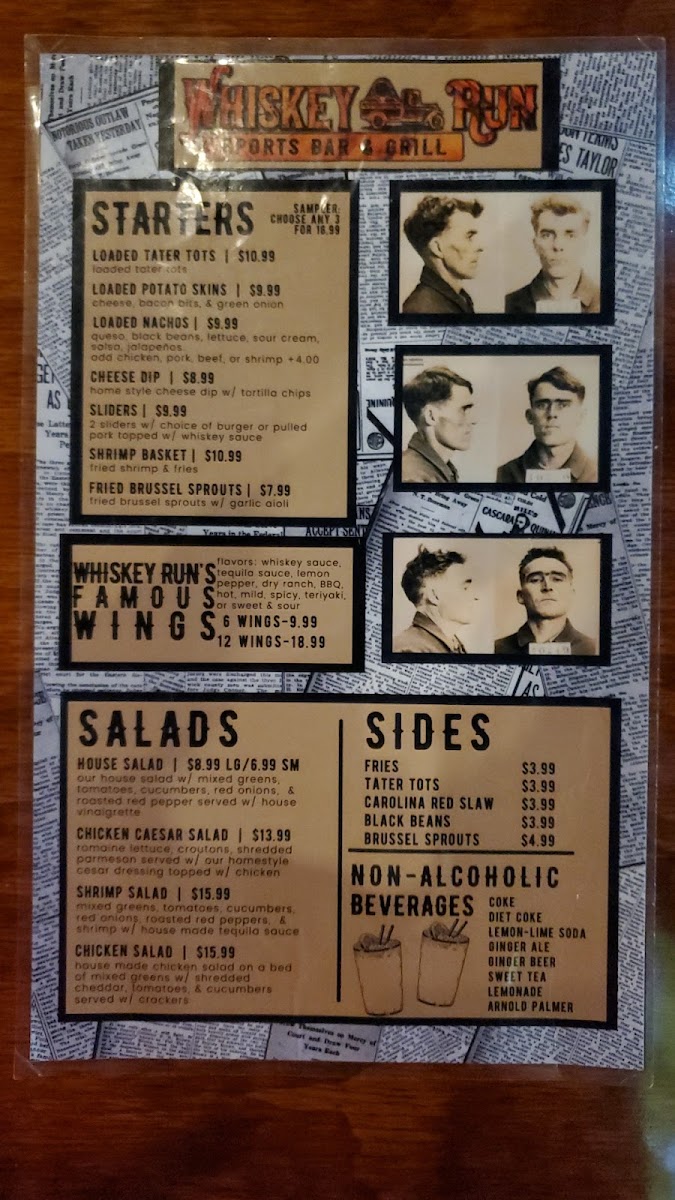 WHISKEY RUN
SPORTS BAR & GRILL
NOTORIOUS OUTLAW
TAKEN YESTERDAY
ES TAYLOR
STARTERS
SAMPLER:
CHOOSE ANY 3
FOR 16.99
LOADED TATER TOTS | $10.99
loaded tater tots
LOADED POTATO SKINS | $9.99
cheese, bacon bits, & green onion
LOADED NACHOS | $9.99
queso, black beans, lettuce, sour cream,
salsa, jalapeños
add chicken, pork, beef, or shrimp +4.00
CHEESE DIP | $8.99
home style cheese dip w/ tortilla chips
SLIDERS | $9.99
2 sliders w/ choice of burger or pulled
pork topped w/ whiskey sauce
SHRIMP BASKET | $10.99
fried shrimp & fries
FRIED BRUSSEL SPROUTS | $7.99
fried brussel sprouts w/ garlic aioli
WHISKEY RUN'S
FAMOUS
WINGS
flavors: whiskey sauce,
tequila sauce, lemon
pepper, dry ranch, BBQ,
hot, mild, spicy, teriyaki,
or sweet & sour
6 WINGS-9.99
12 WINGS-18.99
SALADS
HOUSE SALAD | $8.99 LG/6.99 SM
our house salad w/ mixed greens,
tomatoes, cucumbers, red onions, &
roasted red pepper served w/ house
vinaigrette
CHICKEN CAESAR SALAD | $13.99
romaine lettuce, croutons, shredded
parmesan served w/ our homestyle
cesar dressing topped w/ chicken
SHRIMP SALAD | $15.99
mixed greens, tomatoes, cucumbers,
red onions, roasted red peppers, &
shrimp w/ house made tequila sauce
CHICKEN SALAD | $15.99
house made chicken salad on a bed
of mixed greens w/ shredded
cheddar, tomatoes, & cucumbers
served w/ crackers
SIDES
FRIES $3.99
TATER TOTS $3.99
CAROLINA RED SLAW $3.99
BLACK BEANS $3.99
BRUSSEL SPROUTS $4.99
NON-ALCOHOLIC
BEVERAGES
COKE
DIET COKE
LEMON-LIME SODA
GINGER ALE
GINGER BEER
SWEET TEA
LEMONADE
ARNOLD PALMER